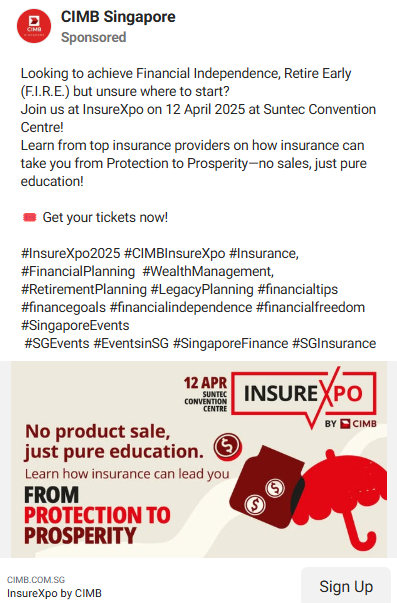 CIMB Singapore
Sponsored
Looking to achieve Financial Independence, Retire Early
(F.I.R.E.) but unsure where to start?
Join us at InsureXpo on 12 April 2025 at Suntec Convention
Centre!
Learn from top insurance providers on how insurance can
take you from Protection to Prosperity—no sales, just pure
education!
🎟️ Get your tickets now!
#InsureXpo2025 #CIMBInsureXpo #Insurance,
#FinancialPlanning #WealthManagement,
#RetirementPlanning #LegacyPlanning #financialtips
#financegoals #financialindependence #financialfreedom
#SingaporeEvents
#SGEvents #EventsinSG #SingaporeFinance #SGInsurance
12 APR
SUNTEC
CONVENTION
CENTRE
INSUREXPO
BY CIMB
No product sale,
just pure education.
Learn how insurance can lead you
FROM
PROTECTION TO
PROSPERITY
CIMB.COM.SG
InsureXpo by CIMB
Sign Up